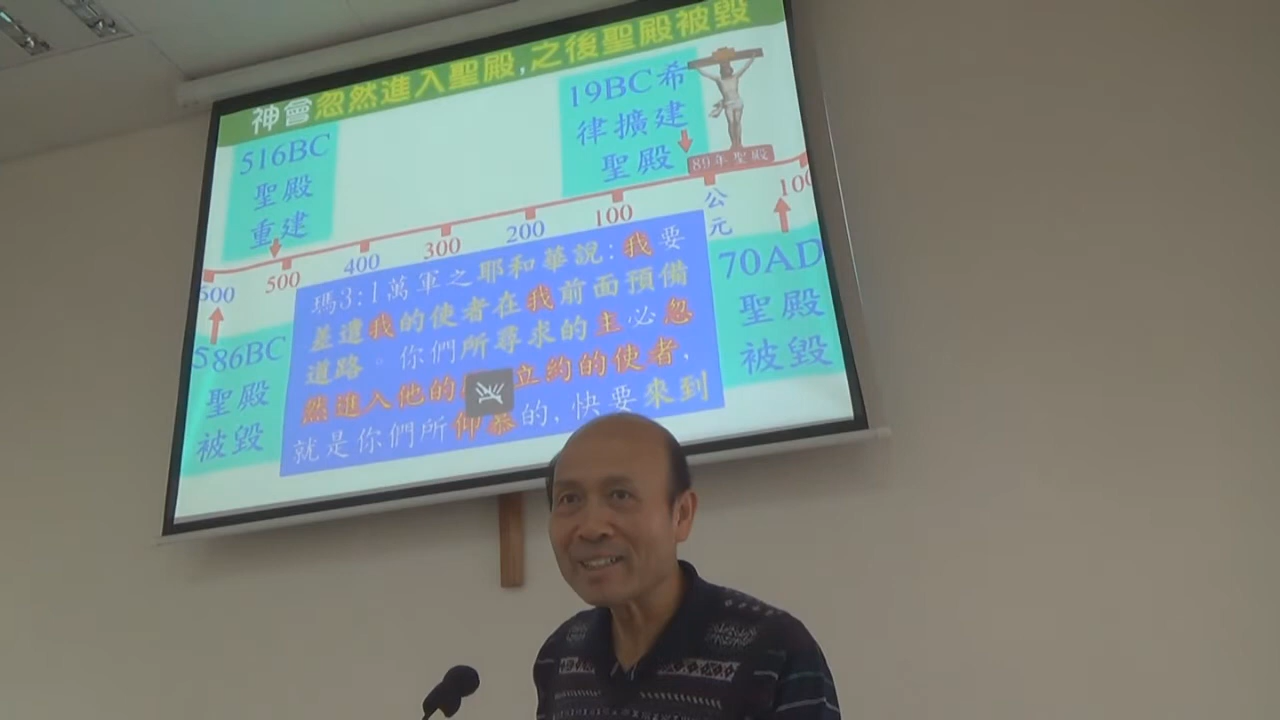 神會忽然進入聖殿,之後聖殿被毀
516BC
聖殿
重建
19BC希
律擴建
聖殿
89年聖殿
500
400
300
200
100
公
元
100
586BC
聖殿
被毀
瑪3:1萬軍之耶和華說:我要
差遣我的使者在我前面預備
道路。你們所尋求的主必忽
然進入他的 立約的使者,
就是你們所仰慕的,快要來到
70AD
聖殿
被毀